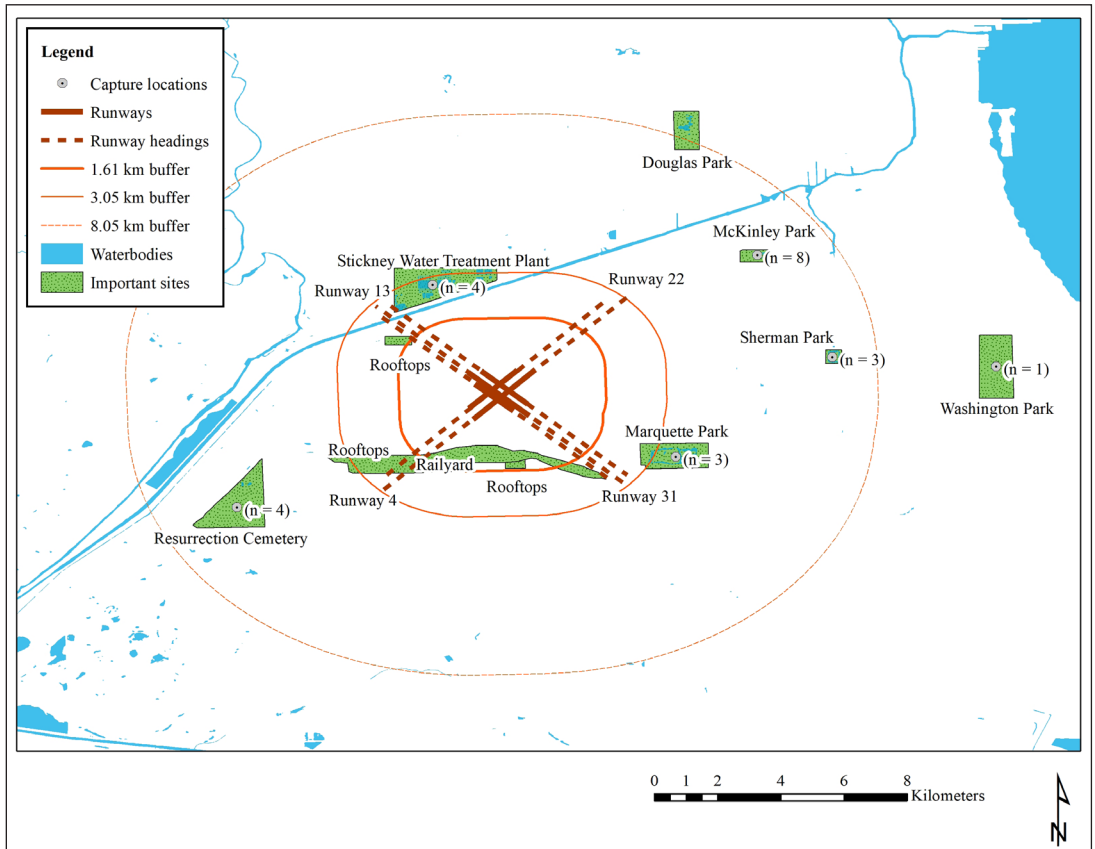 Legend
Capture locations
Runways
Runway headings
1.61 km buffer
3.05 km buffer
8.05 km buffer
Waterbodies
Important sites
Douglas Park
McKinley Park
(n = 8)
Stickney Water Treatment Plant
(n = 4)
Runway 13
Runway 22
Rooftops
Sherman Park
(n = 3)
(n = 1)
Washington Park
Marquette Park
(n = 3)
Rooftops
Railyard
Rooftops
Runway 4
Runway 31
(n = 4)
Resurrection Cemetery
0 1 2 4 6 8
Kilometers
N